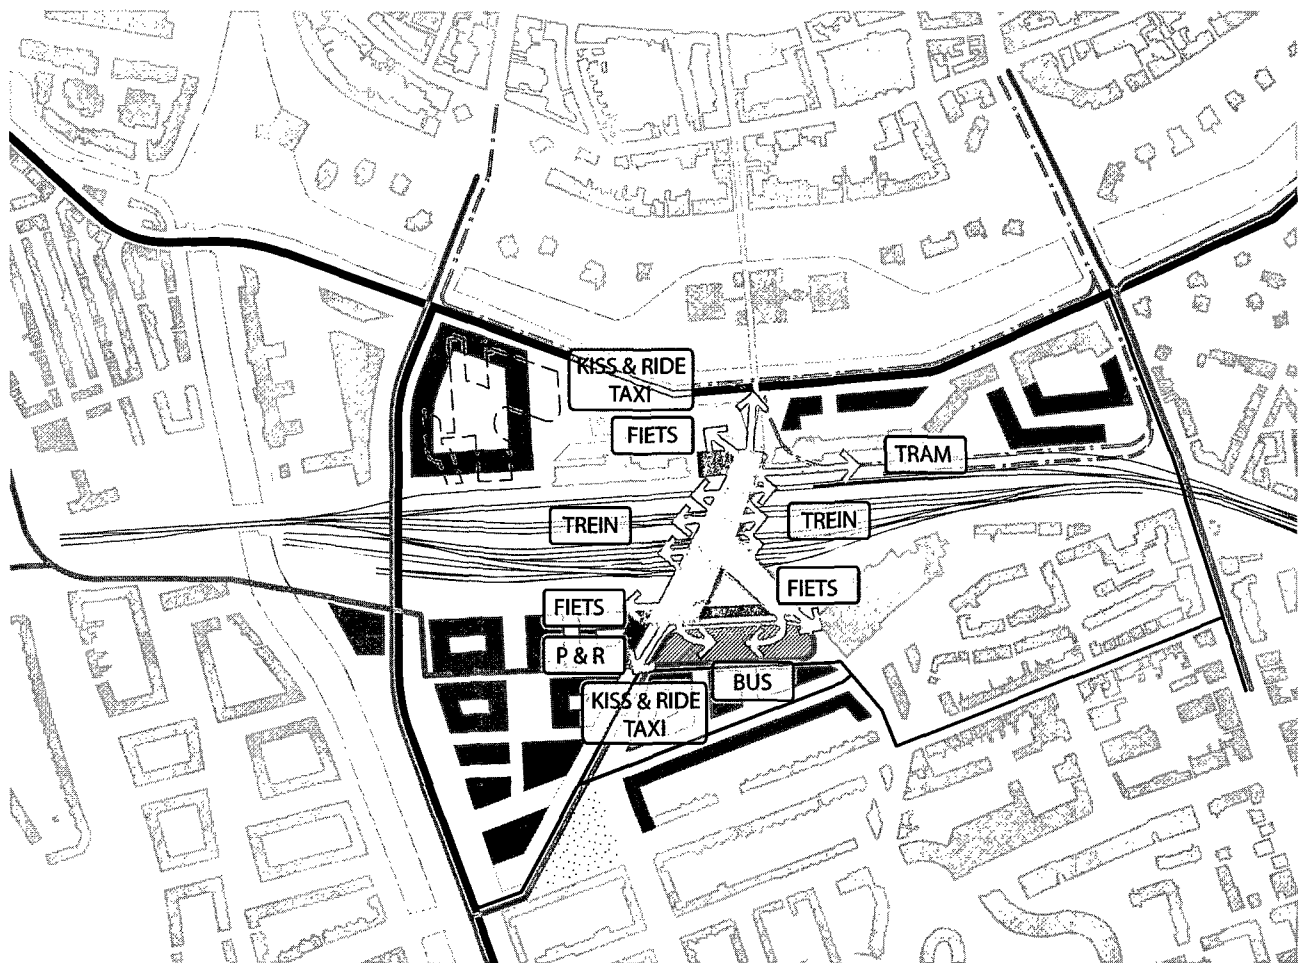 KISS & RIDE
TAXI
FIETS
TRAM
TREIN
TREIN
FIETS
FIETS
P & R
BUS
KISS & RIDE
TAXI